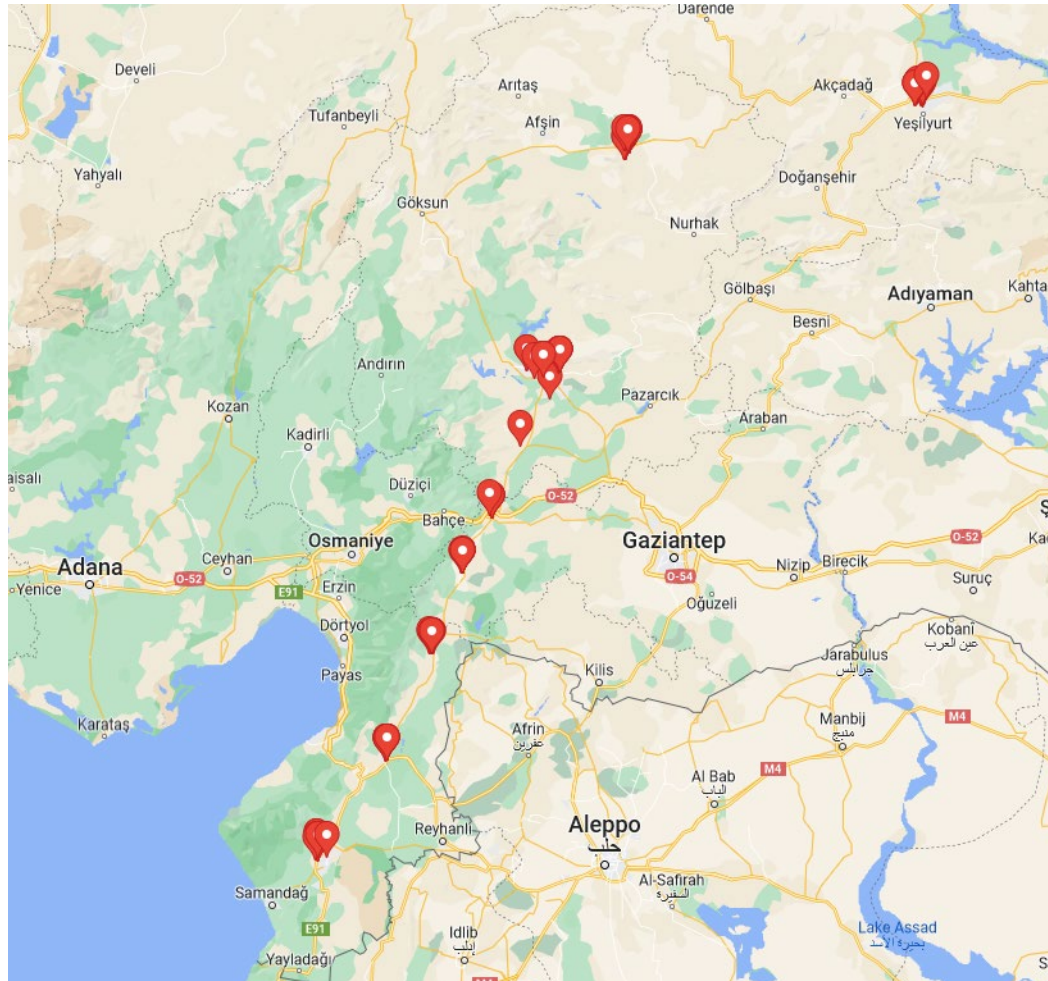 Darende
Develi
Arıtaş
Akçadağ
Tufanbeyli
Afşin
Yeşilyurt
Yahyalı
Doğanşehir
Göksun
Nurhak
Gölbaşı
Adıyaman
Kahta
Besni
Andırın
Pazarcık
Kozan
Araban
Kadirli
aisalı
Düziçi
O-52
Bahçe
Ş
Osmaniye
Gaziantep
O-52
Ceyhan
Adana
O-52
Nizip
Birecik
Yenice
E91
Erzin
O-54
Suruç
Oğuzeli
Dörtyol
Kobanî
عين العرب
Jarabulus
جرابلس
Payas
Kilis
Karataş
Afrin
عفرين
Manbij
منبج
M4
M4
Al Bab
الباب
Aleppo
حلب
Reyhanlı
Samandağ
Al-Safirah
السفيرة
E91
Idlib
إدلب
Lake Assad
بحيرة الأسد
Yayladağı
S